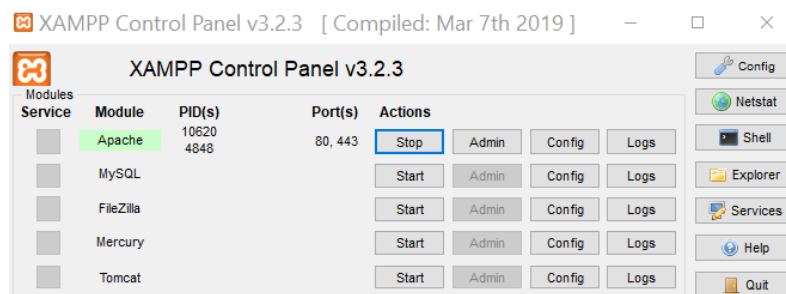 XAMPP Control Panel v3.2.3 [ Compiled: Mar 7th 2019 ]
XAMPP Control Panel v3.2.3
Config
Modules
Service Module PID(s) Port(s) Actions
Netstat
Apache 10620 4848 80, 443 Stop Admin Config Logs
Shell
MySQL Start Admin Config Logs
Explorer
FileZilla Start Admin Config Logs
Services
Mercury Start Admin Config Logs
Help
Tomcat Start Admin Config Logs
Quit